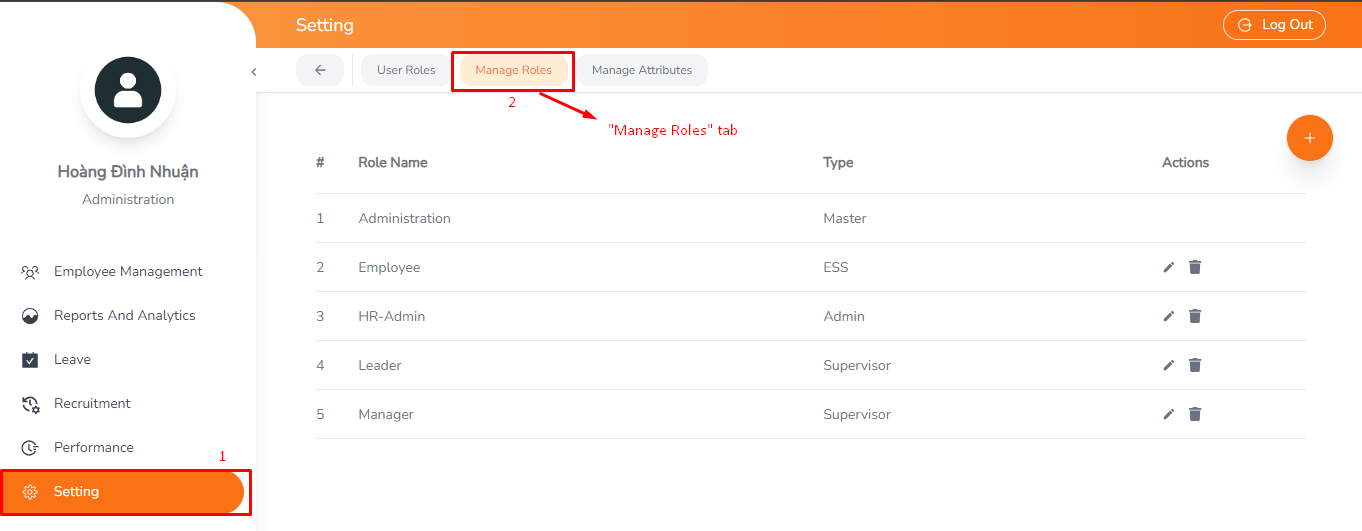 Setting
Log Out
User Roles
Manage Roles
Manage Attributes
2
"Manage Roles" tab
Hoàng Đình Nhuận
Administration
Employee Management
Reports And Analytics
Leave
Recruitment
Performance
1
Setting
# Role Name Type Actions
1 Administration Master
2 Employee ESS
3 HR-Admin Admin
4 Leader Supervisor
5 Manager Supervisor